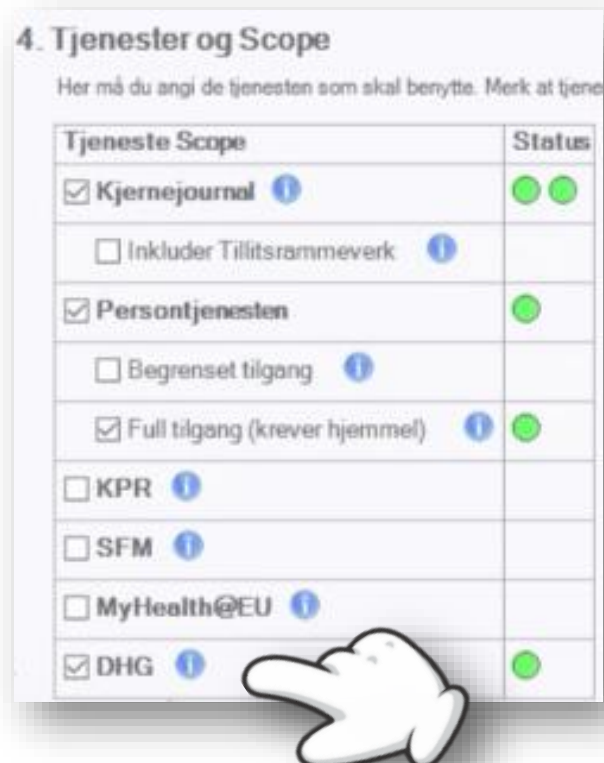 4. Tjenester og Scope
Her må du angi de tjenesten som skal benytte. Merk at tjene
Tjeneste Scope Status
Kjernejournal
Inkluder Tillitsrammeverk
Persontjenesten
Begrenset tilgang
Full tilgang (krever hjemmel)
KPR
SFM
MyHealth@EU
DHG